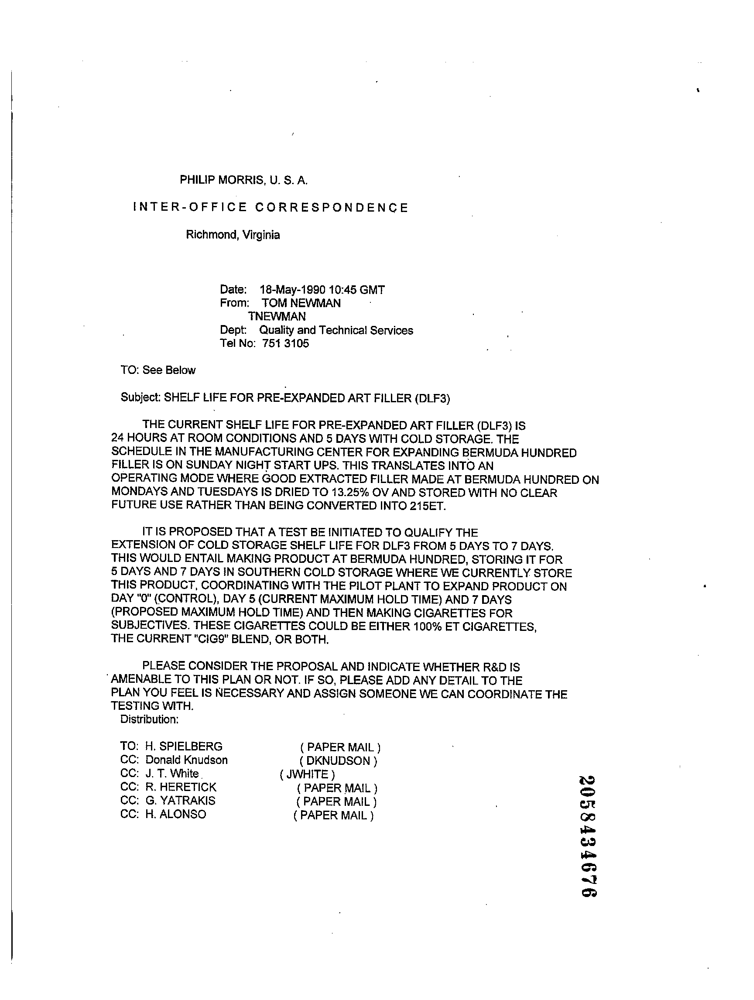 PHILIP MORRIS, U. S. A.
INTER-OFFICE CORRESPONDENCE
Richmond, Virginia
Date: 18-May-1990 10:45 GMT
From: TOM NEWMAN
TNEWMAN
Dept: Quality and Technical Services
Tel No: 751 3105
TO: See Below
Subject: SHELF LIFE FOR PRE-EXPANDED ART FILLER (DLF3)
THE CURRENT SHELF LIFE FOR PRE-EXPANDED ART FILLER (DLF3) IS
24 HOURS AT ROOM CONDITIONS AND 5 DAYS WITH COLD STORAGE. THE
SCHEDULE IN THE MANUFACTURING CENTER FOR EXPANDING BERMUDA HUNDRED
FILLER IS ON SUNDAY NIGHT START UPS. THIS TRANSLATES INTO AN
OPERATING MODE WHERE GOOD EXTRACTED FILLER MADE AT BERMUDA HUNDRED ON
MONDAYS AND TUESDAYS IS DRIED TO 13.25% OV AND STORED WITH NO CLEAR
FUTURE USE RATHER THAN BEING CONVERTED INTO 215ET.
IT IS PROPOSED THAT A TEST BE INITIATED TO QUALIFY THE
EXTENSION OF COLD STORAGE SHELF LIFE FOR DLF3 FROM 5 DAYS TO 7 DAYS.
THIS WOULD ENTAIL MAKING PRODUCT AT BERMUDA HUNDRED, STORING IT FOR
5 DAYS AND 7 DAYS IN SOUTHERN COLD STORAGE WHERE WE CURRENTLY STORE
THIS PRODUCT, COORDINATING WITH THE PILOT PLANT TO EXPAND PRODUCT ON
DAY "0" (CONTROL), DAY 5 (CURRENT MAXIMUM HOLD TIME) AND 7 DAYS
(PROPOSED MAXIMUM HOLD TIME) AND THEN MAKING CIGARETTES FOR
SUBJECTIVES. THESE CIGARETTES COULD BE EITHER 100% ET CIGARETTES,
THE CURRENT "CIG9" BLEND, OR BOTH.
PLEASE CONSIDER THE PROPOSAL AND INDICATE WHETHER R&D IS
AMENABLE TO THIS PLAN OR NOT. IF SO, PLEASE ADD ANY DETAIL TO THE
PLAN YOU FEEL IS NECESSARY AND ASSIGN SOMEONE WE CAN COORDINATE THE
TESTING WITH.
Distribution:
TO: H. SPIELBERG ( PAPER MAIL )
CC: Donald Knudson ( DKNUDSON )
CC: J. T. White ( JWHITE )
CC: R. HERETICK ( PAPER MAIL )
CC: G. YATRAKIS ( PAPER MAIL )
CC: H. ALONSO ( PAPER MAIL )
2058434676